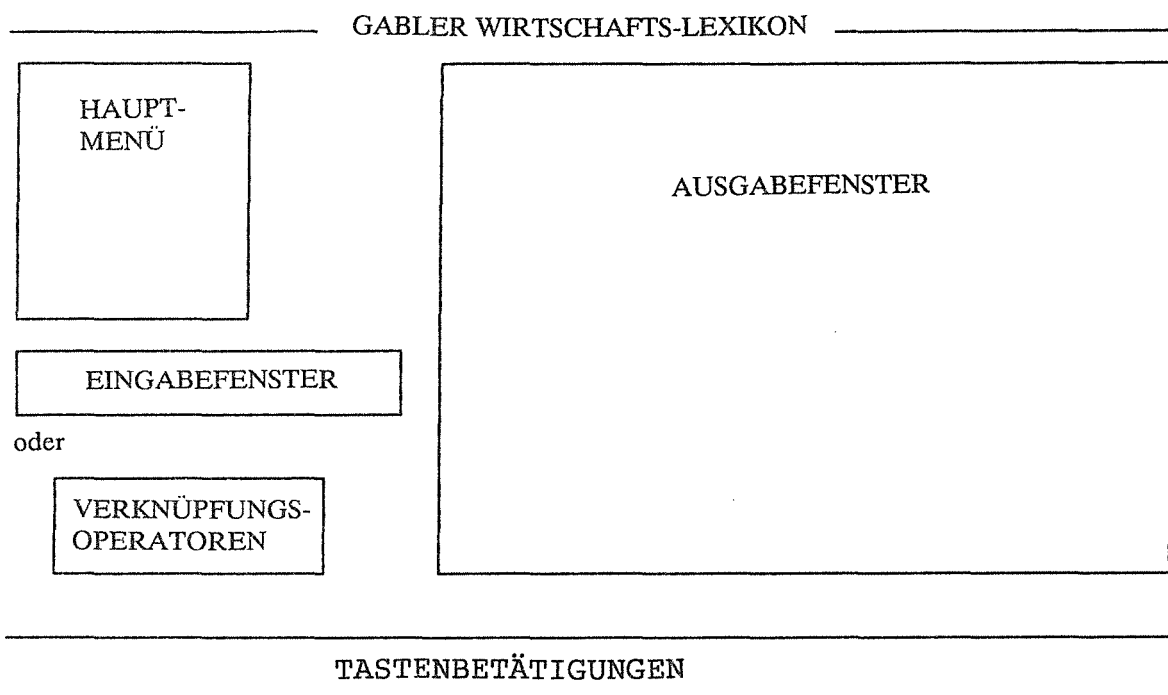 GABLER WIRTSCHAFTS-LEXIKON
HAUPT-
MENÜ
AUSGABEFENSTER
EINGABEFENSTER
oder
VERKNÜPFUNGS-
OPERATOREN
TASTENBETÄTIGUNGEN